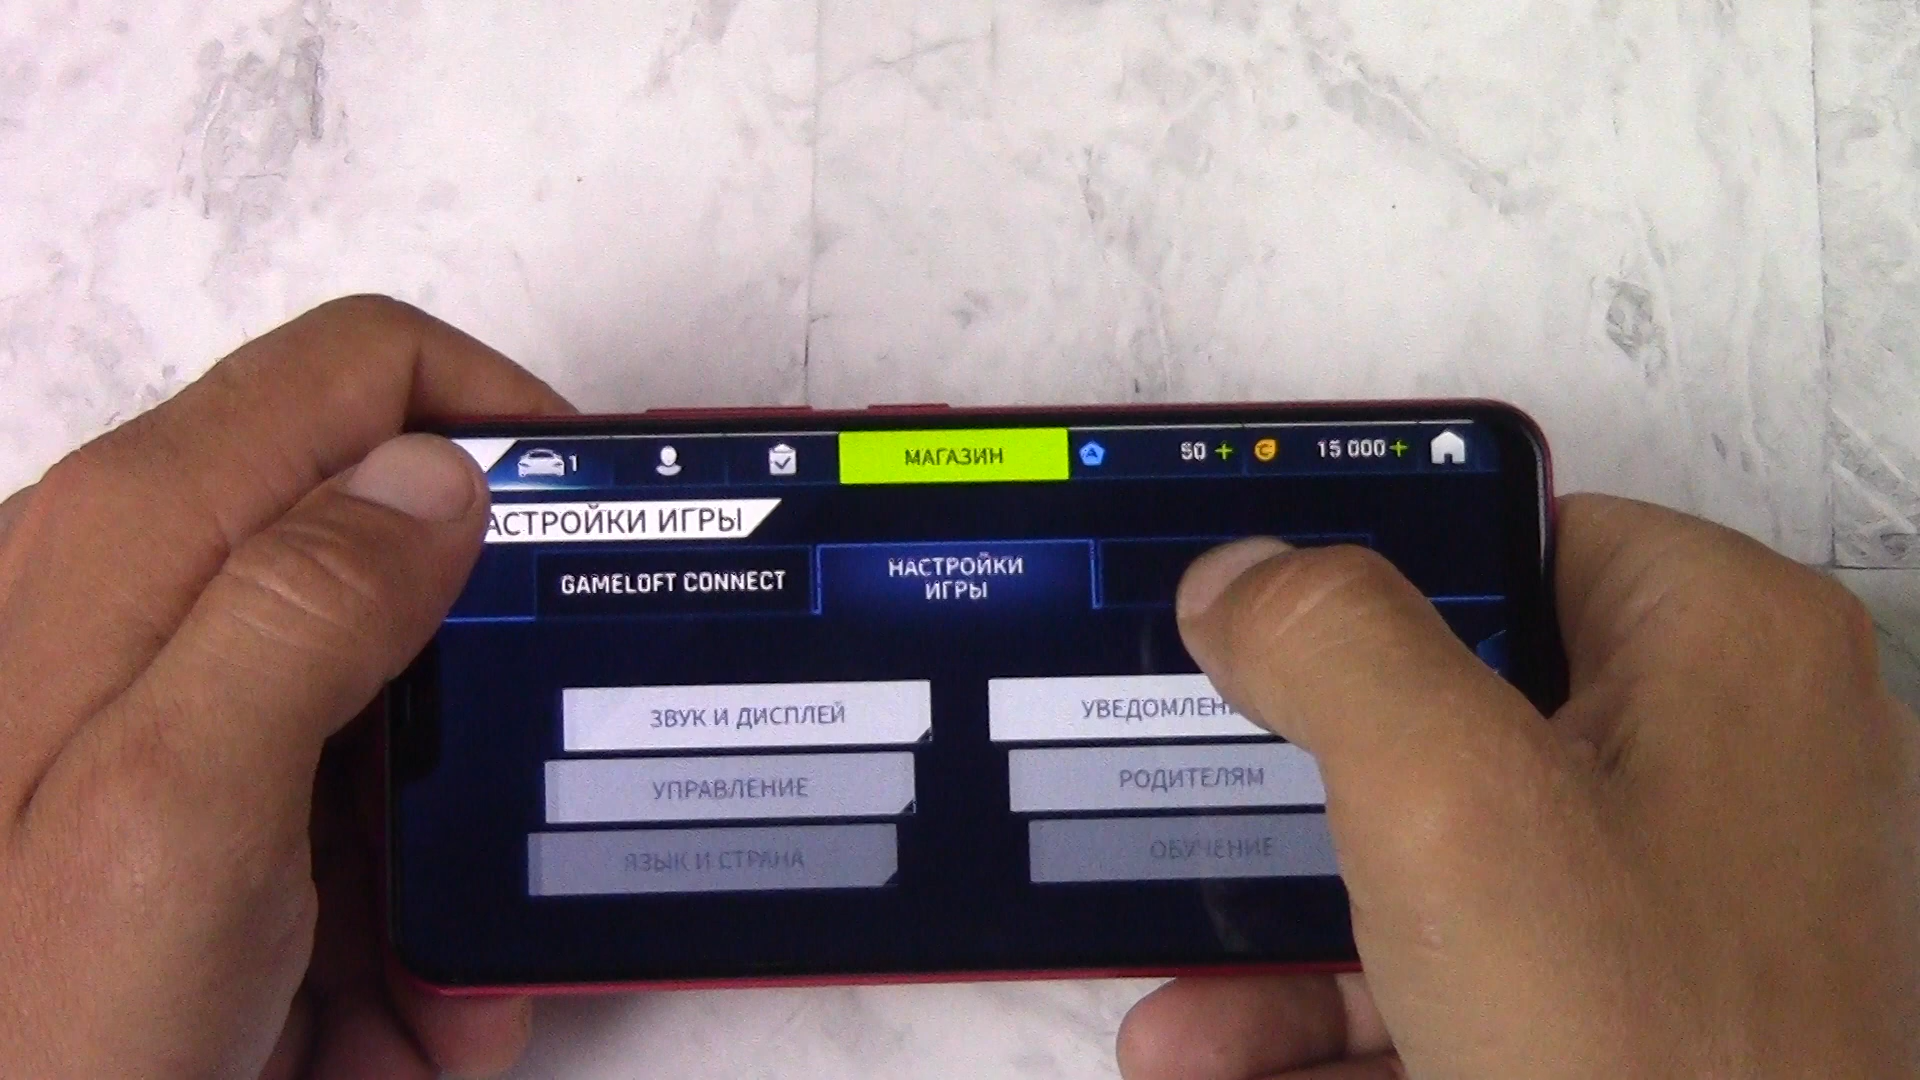 1
МАГАЗИН
50 +
15 000 +
АСТРОЙКИ ИГРЫ
GAMELOFT CONNECT
НАСТРОЙКИ
ИГРЫ
ЗВУК И ДИСПЛЕЙ
УВЕДОМЛЕН
УПРАВЛЕНИЕ
РОДИТЕЛЯМ
ЯЗЫК И СТРАНА
ОБУЧЕНИЕ